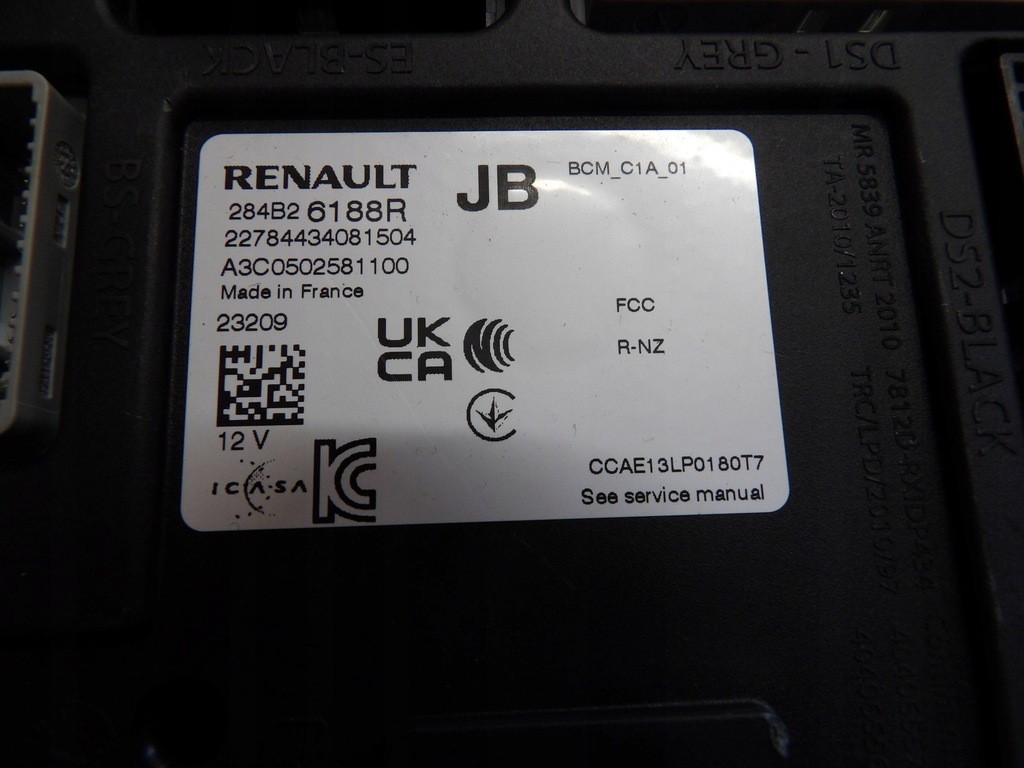 ES-BLACK
DS1 - GREY
BS-GREY
RENAULT
JB
BCM_C1A_01
284B2 6188R
22784434081504
A3C0502581100
Made in France
23209
UK
CA
FCC
R-NZ
12 V
ICASA
CCAE13LP0180T7
See service manual
MR 5839 ANRT 2010
TA-2010/1235
TRC/LPD/2010/97
DS2-BLACK